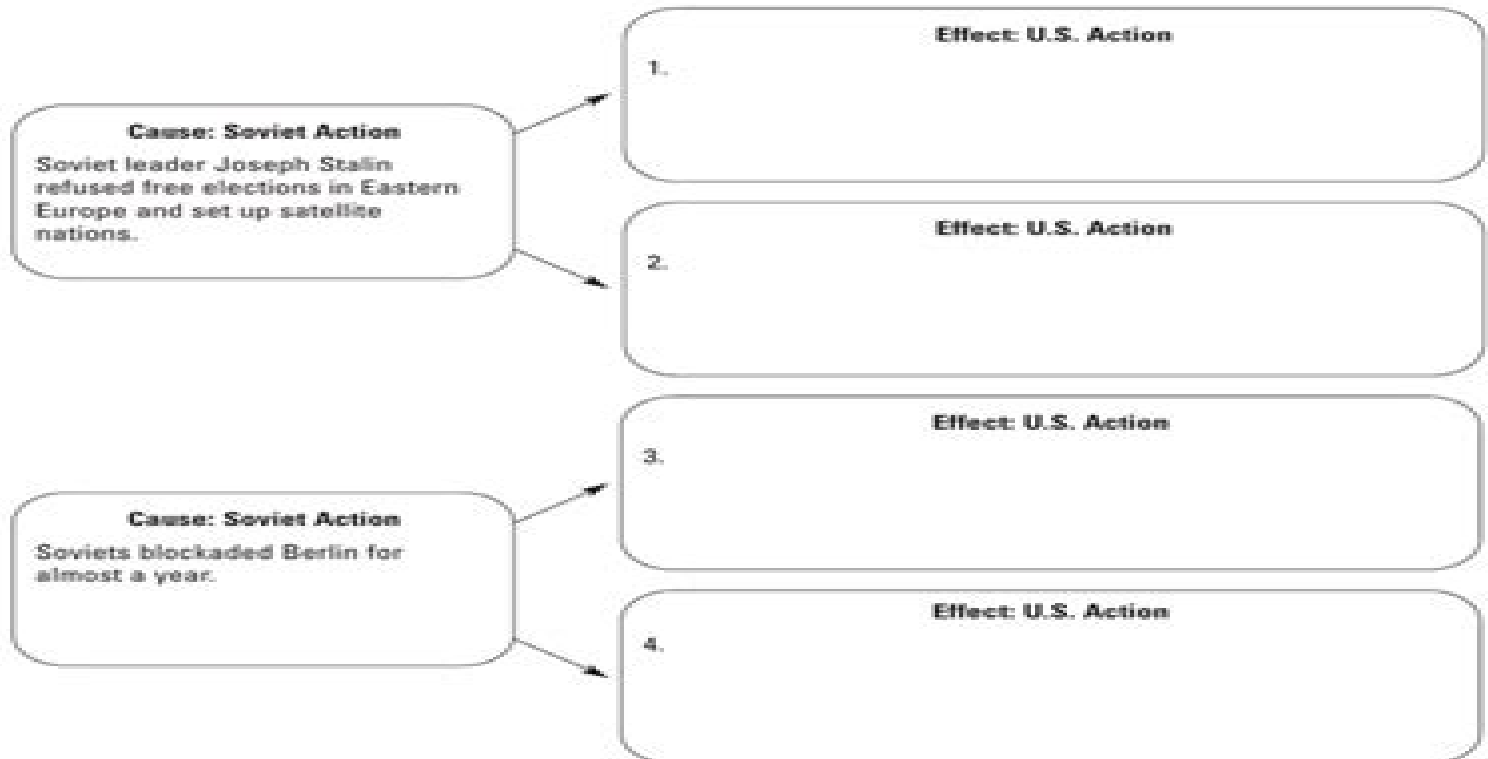 Effect: U.S. Action
1.
Cause: Soviet Action
Soviet leader Joseph Stalin
refused free elections in Eastern
Europe and set up satellite
nations.
Effect: U.S. Action
2.
Effect: U.S. Action
3.
Cause: Soviet Action
Soviets blockaded Berlin for
almost a year.
Effect: U.S. Action
4.